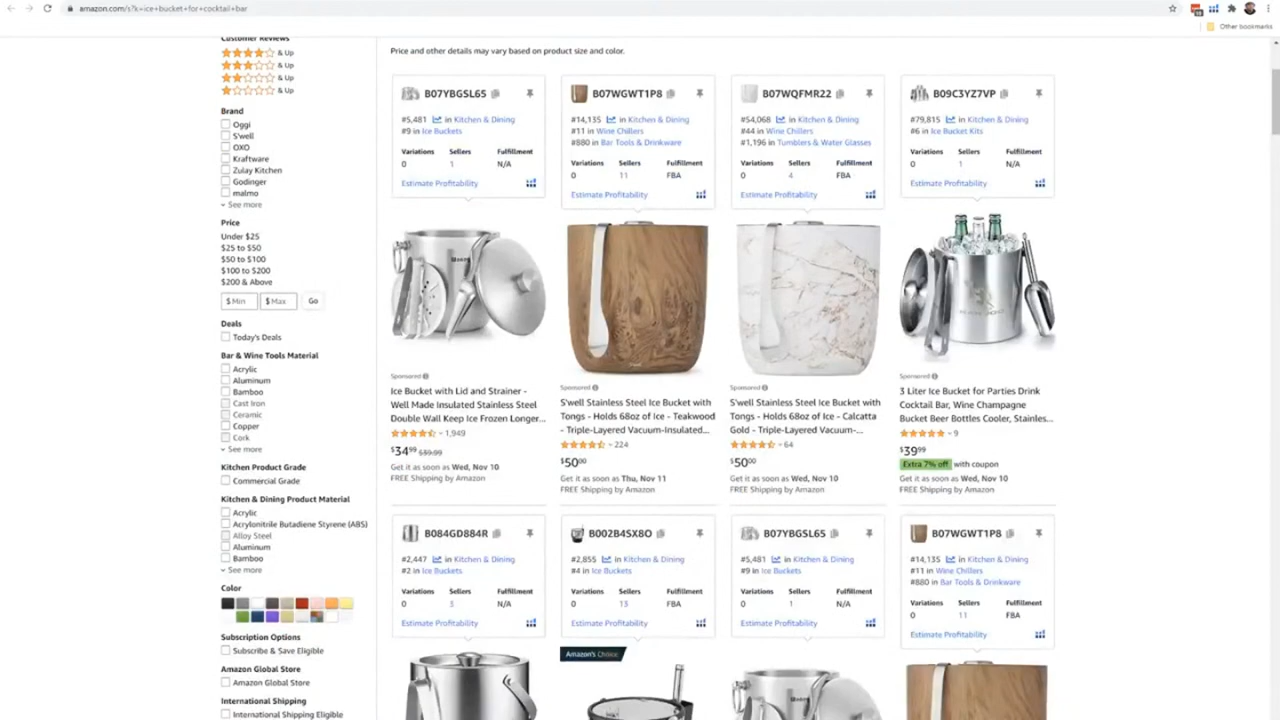 amazon.com/s?k=ice+bucket+for+cocktail+bar
Other bookmarks
Customer Reviews
& Up
& Up
& Up
& Up
Brand
Oggi
S'well
OXO
Kraftware
Zulay Kitchen
Godinger
malmo
See more
Price
Under $25
$25 to $50
$50 to $100
$100 to $200
$200 & Above
$ Min $ Max Go
Deals
Today's Deals
Bar & Wine Tools Material
Acrylic
Aluminum
Bamboo
Cast Iron
Ceramic
Copper
Cork
See more
Kitchen Product Grade
Commercial Grade
Kitchen & Dining Product Material
Acrylic
Acrylonitrile Butadiene Styrene (ABS)
Alloy Steel
Aluminum
Bamboo
See more
Color
Subscription Options
Subscribe & Save Eligible
Amazon Global Store
Amazon Global Store
International Shipping
International Shipping Eligible
Price and other details may vary based on product size and color.
B07YBGSL65
#5,481 in Kitchen & Dining
#9 in Ice Buckets
Variations Sellers Fulfillment
0 1 N/A
Estimate Profitability
Sponsored
Ice Bucket with Lid and Strainer -
Well Made Insulated Stainless Steel
Double Wall Keep Ice Frozen Longer...
1,949
$3499 $39.99
Get it as soon as Wed, Nov 10
FREE Shipping by Amazon
B07WGWT1P8
#14,135 in Kitchen & Dining
#11 in Wine Chillers
#880 in Bar Tools & Drinkware
Variations Sellers Fulfillment
0 11 FBA
Estimate Profitability
Sponsored
S'well Stainless Steel Ice Bucket with
Tongs - Holds 68oz of Ice - Teakwood
- Triple-Layered Vacuum-Insulated...
224
$5000
Get it as soon as Thu, Nov 11
FREE Shipping by Amazon
B07WQFMR22
#54,068 in Kitchen & Dining
#44 in Wine Chillers
#1,196 in Tumblers & Water Glasses
Variations Sellers Fulfillment
0 4 FBA
Estimate Profitability
Sponsored
S'well Stainless Steel Ice Bucket with
Tongs - Holds 68oz of Ice - Calcatta
Gold - Triple-Layered Vacuum-...
64
$5000
Get it as soon as Wed, Nov 10
FREE Shipping by Amazon
B09C3YZ7VP
#79,815 in Kitchen & Dining
#6 in Ice Bucket Kits
Variations Sellers Fulfillment
0 1 N/A
Estimate Profitability
Sponsored
3 Liter Ice Bucket for Parties Drink
Cocktail Bar, Wine Champagne
Bucket Beer Bottles Cooler, Stainles...
9
$3999
Extra 7% off with coupon
Get it as soon as Wed, Nov 10
FREE Shipping by Amazon
B084GD884R
#2,447 in Kitchen & Dining
#2 in Ice Buckets
Variations Sellers Fulfillment
0 3 N/A
Estimate Profitability
B002B4SX8O
#2,855 in Kitchen & Dining
#4 in Ice Buckets
Variations Sellers Fulfillment
0 13 FBA
Estimate Profitability
Amazon's Choice
B07YBGSL65
#5,481 in Kitchen & Dining
#9 in Ice Buckets
Variations Sellers Fulfillment
0 1 N/A
Estimate Profitability
B07WGWT1P8
#14,135 in Kitchen & Dining
#11 in Wine Chillers
#880 in Bar Tools & Drinkware
Variations Sellers Fulfillment
0 11 FBA
Estimate Profitability